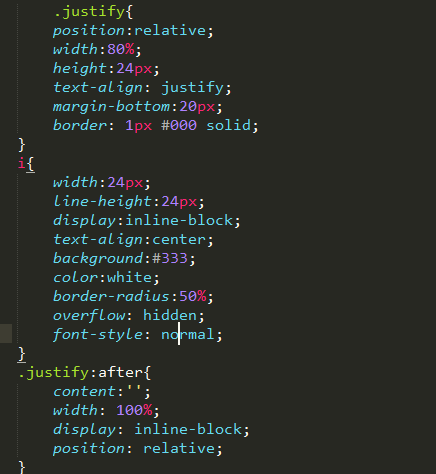 .justify{
position:relative;
width:80%;
height:24px;
text-align: justify;
margin-bottom:20px;
border: 1px #000 solid;
}
i{
width:24px;
line-height:24px;
display:inline-block;
text-align:center;
background:#333;
color:white;
border-radius:50%;
overflow: hidden;
font-style: normal;
}
.justify:after{
content:'';
width: 100%;
display: inline-block;
position: relative;
}